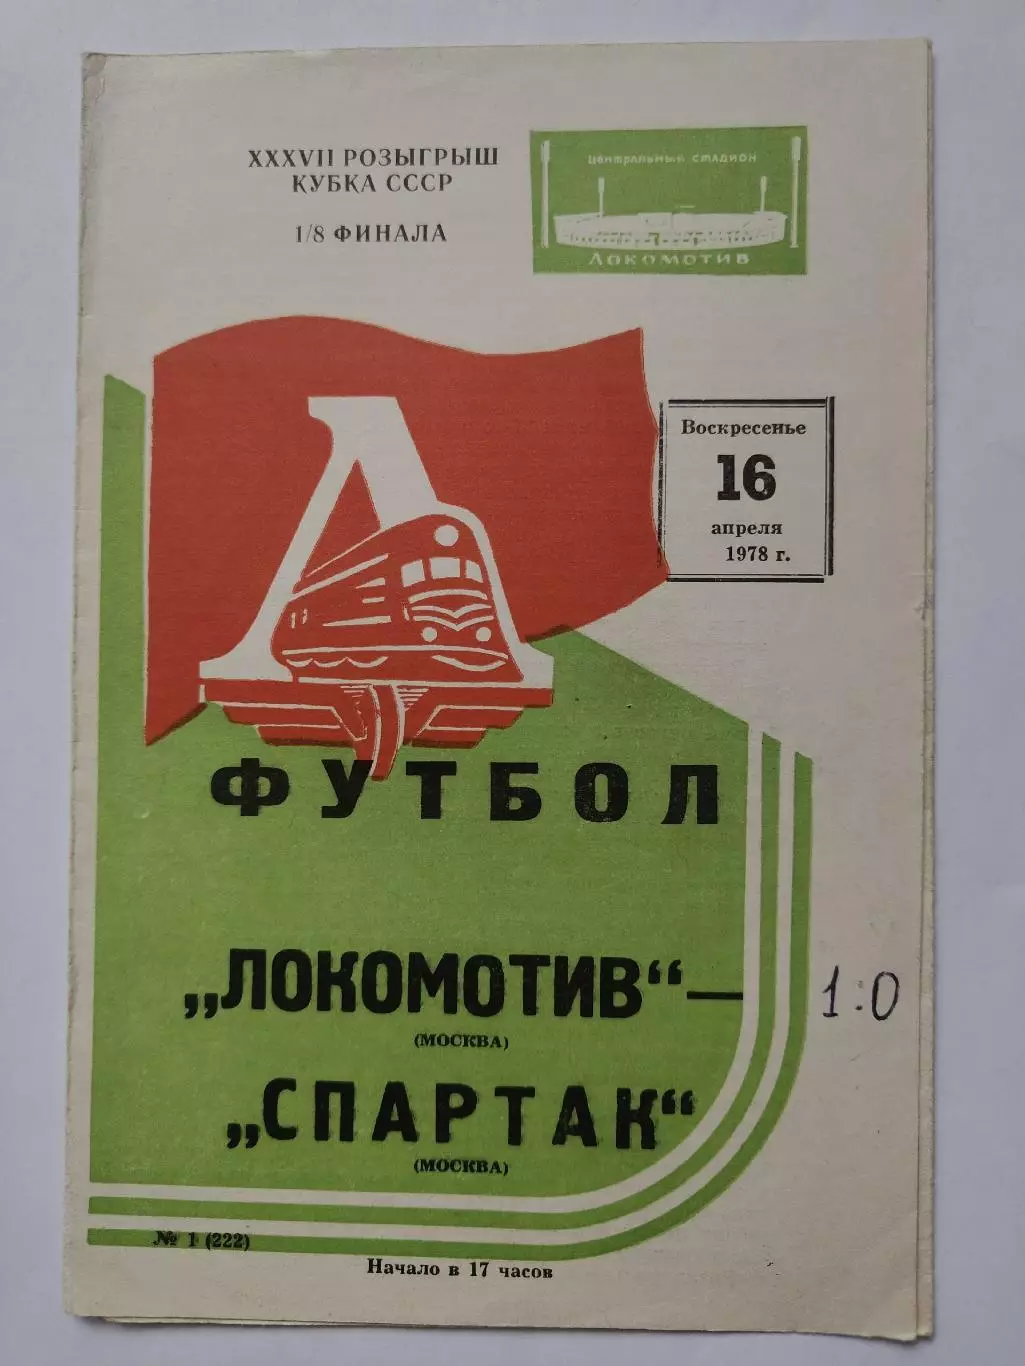 XXXVII РОЗЫГРЫШ
КУБКА СССР
1/8 ФИНАЛА
ЦЕНТРАЛЬНЫЙ СТАДИОН
ЛОКОМОТИВ
Воскресенье
16
апреля
1978 г.
Л
ФУТБОЛ
„ЛОКОМОТИВ“ — 1:0
(МОСКВА)
„СПАРТАК“
(МОСКВА)
№ 1 (222)
Начало в 17 часов